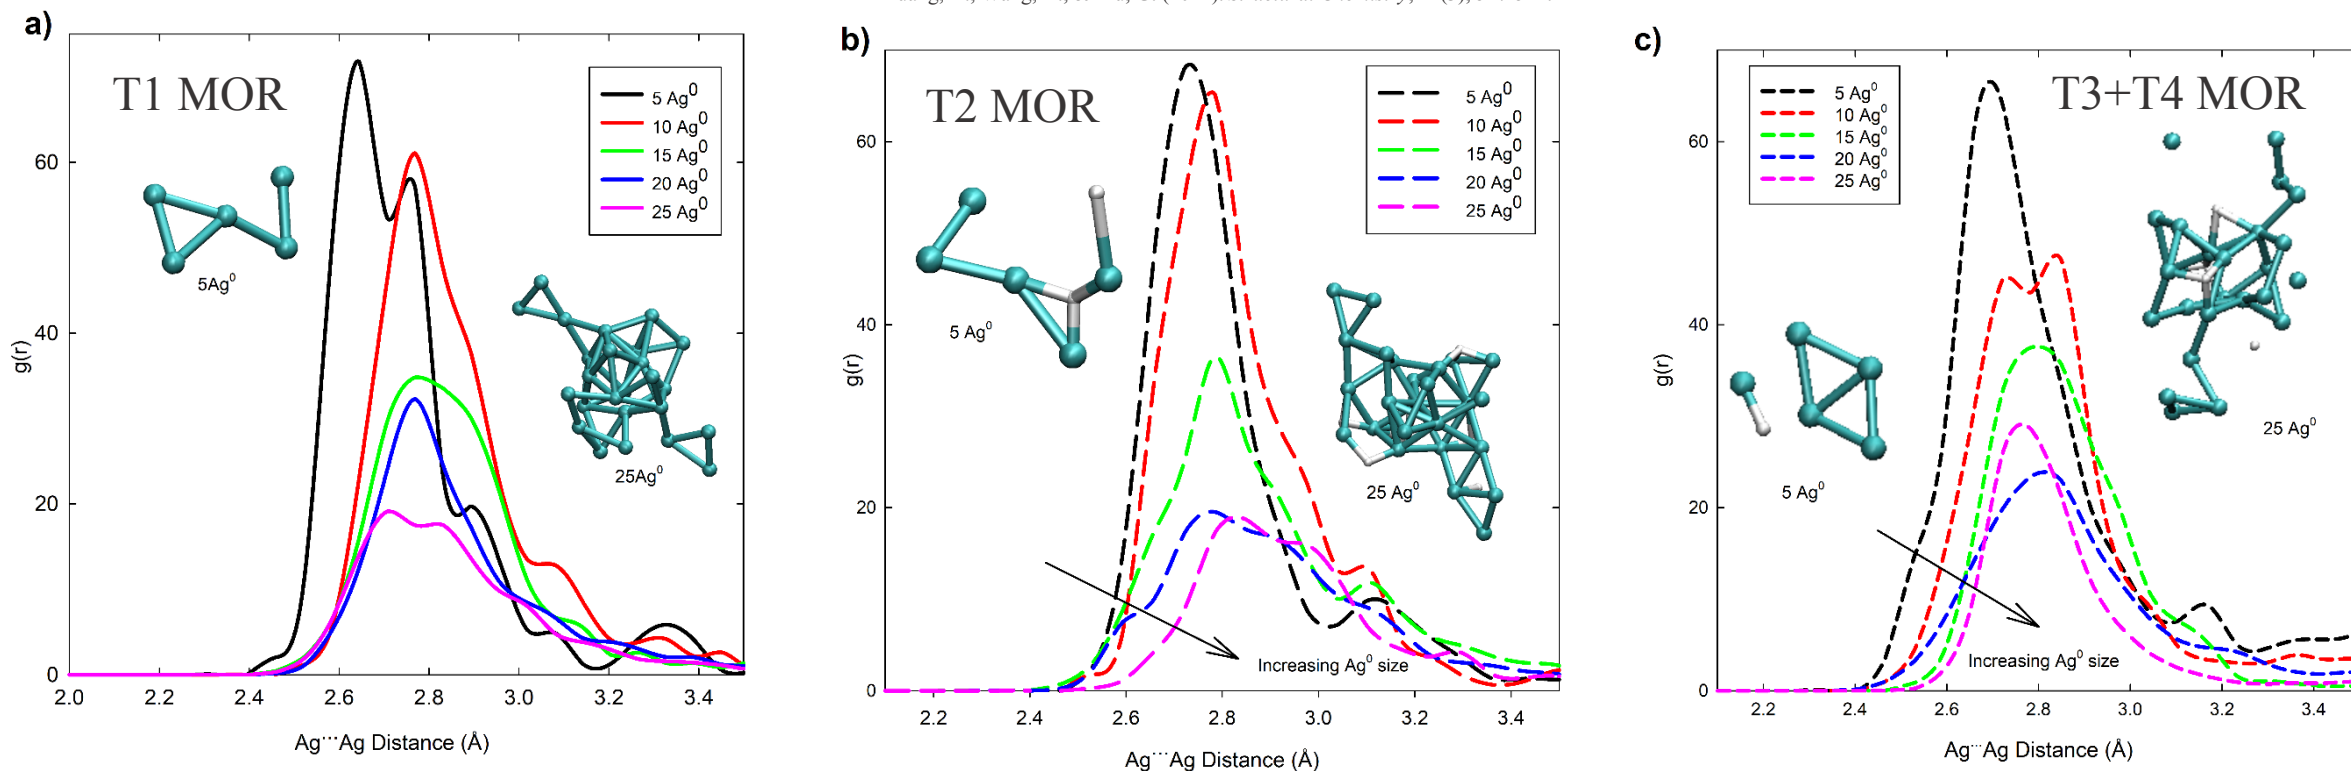 a)
T1 MOR
5 Ag0
10 Ag0
15 Ag0
20 Ag0
25 Ag0
5Ag0
25Ag0
g(r)
60
40
20
0
2.0 2.2 2.4 2.6 2.8 3.0 3.2 3.4
Ag...Ag Distance (Å)
b)
T2 MOR
5 Ag0
10 Ag0
15 Ag0
20 Ag0
25 Ag0
5 Ag0
25 Ag0
Increasing Ag0 size
g(r)
60
40
20
0
2.2 2.4 2.6 2.8 3.0 3.2 3.4
Ag...Ag Distance (Å)
c)
T3+T4 MOR
5 Ag0
10 Ag0
15 Ag0
20 Ag0
25 Ag0
5 Ag0
25 Ag0
Increasing Ag0 size
g(r)
60
40
20
0
2.2 2.4 2.6 2.8 3.0 3.2 3.4
Ag...Ag Distance (Å)